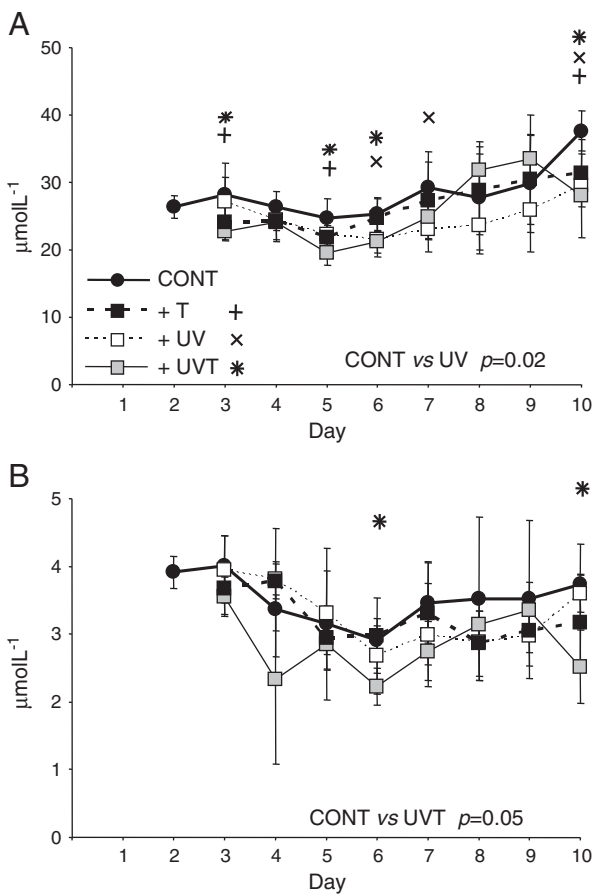 A
50
40
30
20
10
0
μmolL⁻¹
CONT
+ T +
+ UV ×
+ UVT *
CONT vs UV p=0.02
1 2 3 4 5 6 7 8 9 10
Day
B
5
4
3
2
1
0
μmolL⁻¹
CONT vs UVT p=0.05
1 2 3 4 5 6 7 8 9 10
Day